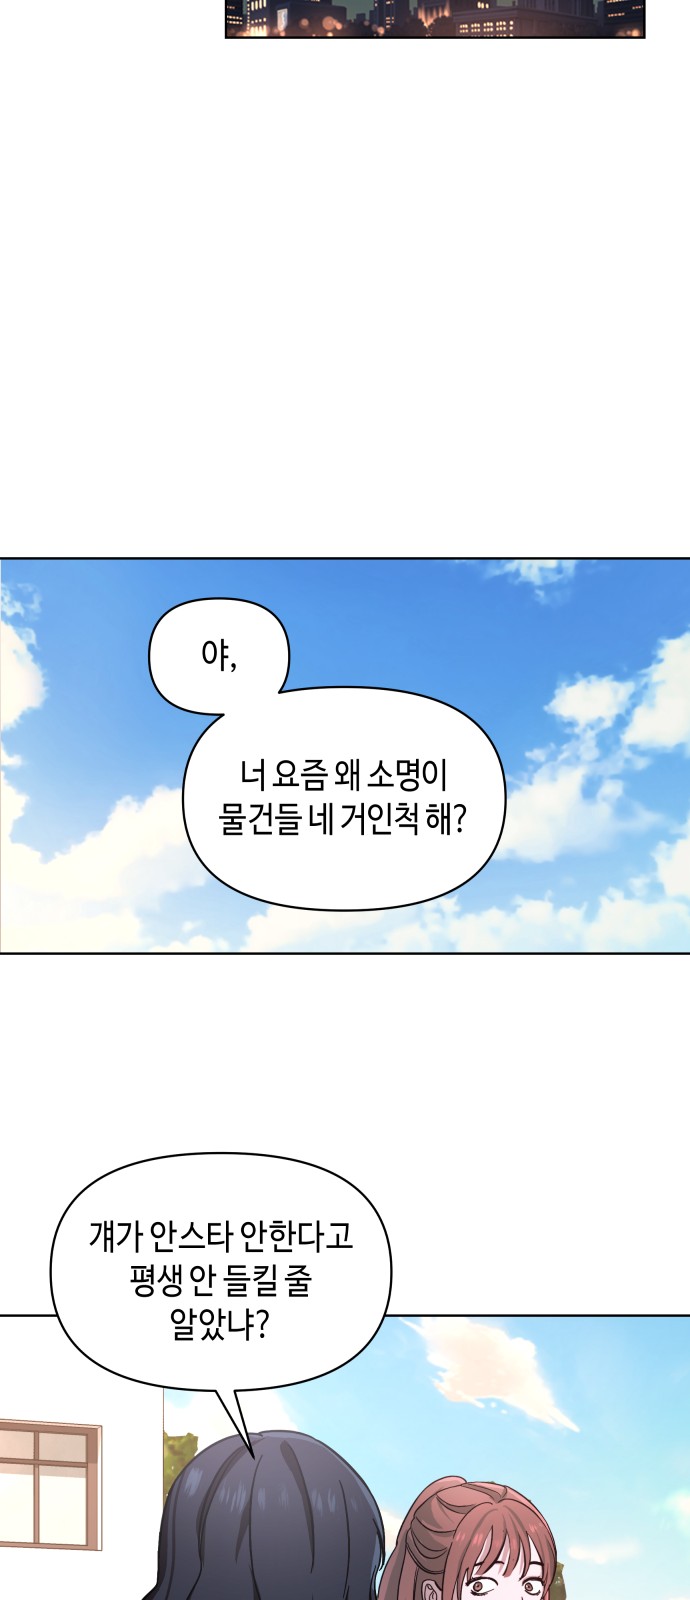 야,
너 요즘 왜 소명이
물건들 네 거인척 해?
걔가 안스타 안한다고
평생 안 들킬 줄
알았냐?